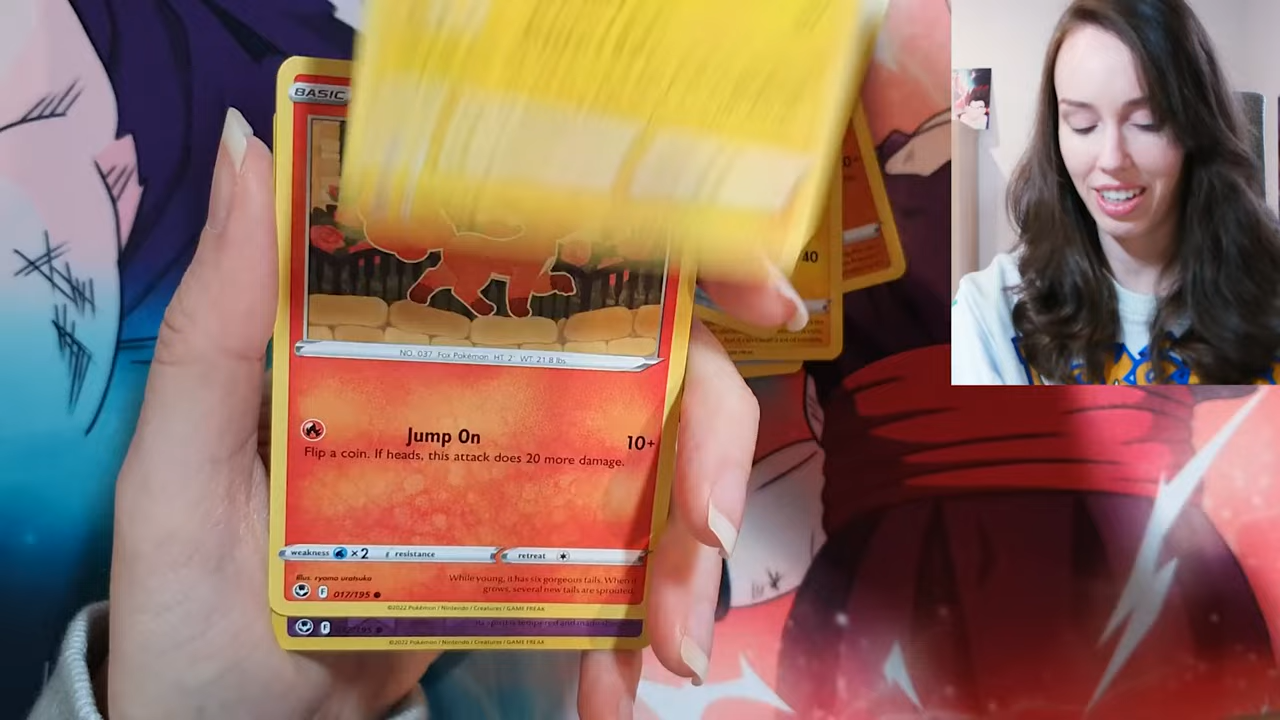 BASIC
NO. 037 Fox Pokémon HT 2' WT 21.8 lbs.
Jump On 10+
Flip a coin. If heads, this attack does 20 more damage.
weakness ×2 resistance retreat
Illus. ryoma uratsuka
While young, it has six gorgeous tails. When it
grows, several new tails are sprouted.
F 017/195
©2022 Pokémon / Nintendo / Creatures / GAME FREAK
F
©2022 Pokémon / Nintendo / Creatures / GAME FREAK
40